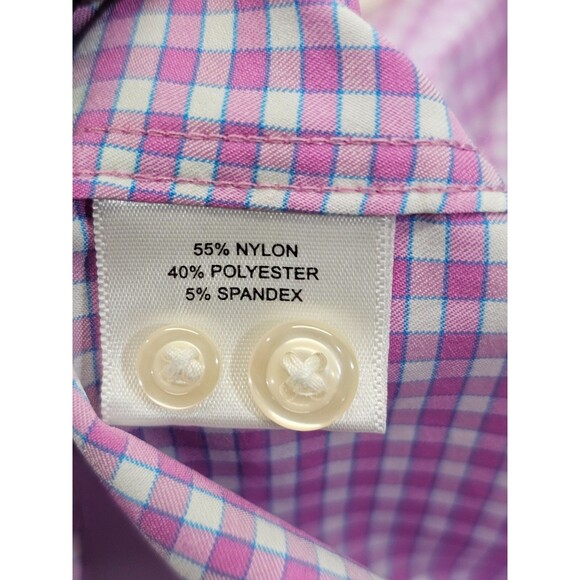 55% NYLON
40% POLYESTER
5% SPANDEX